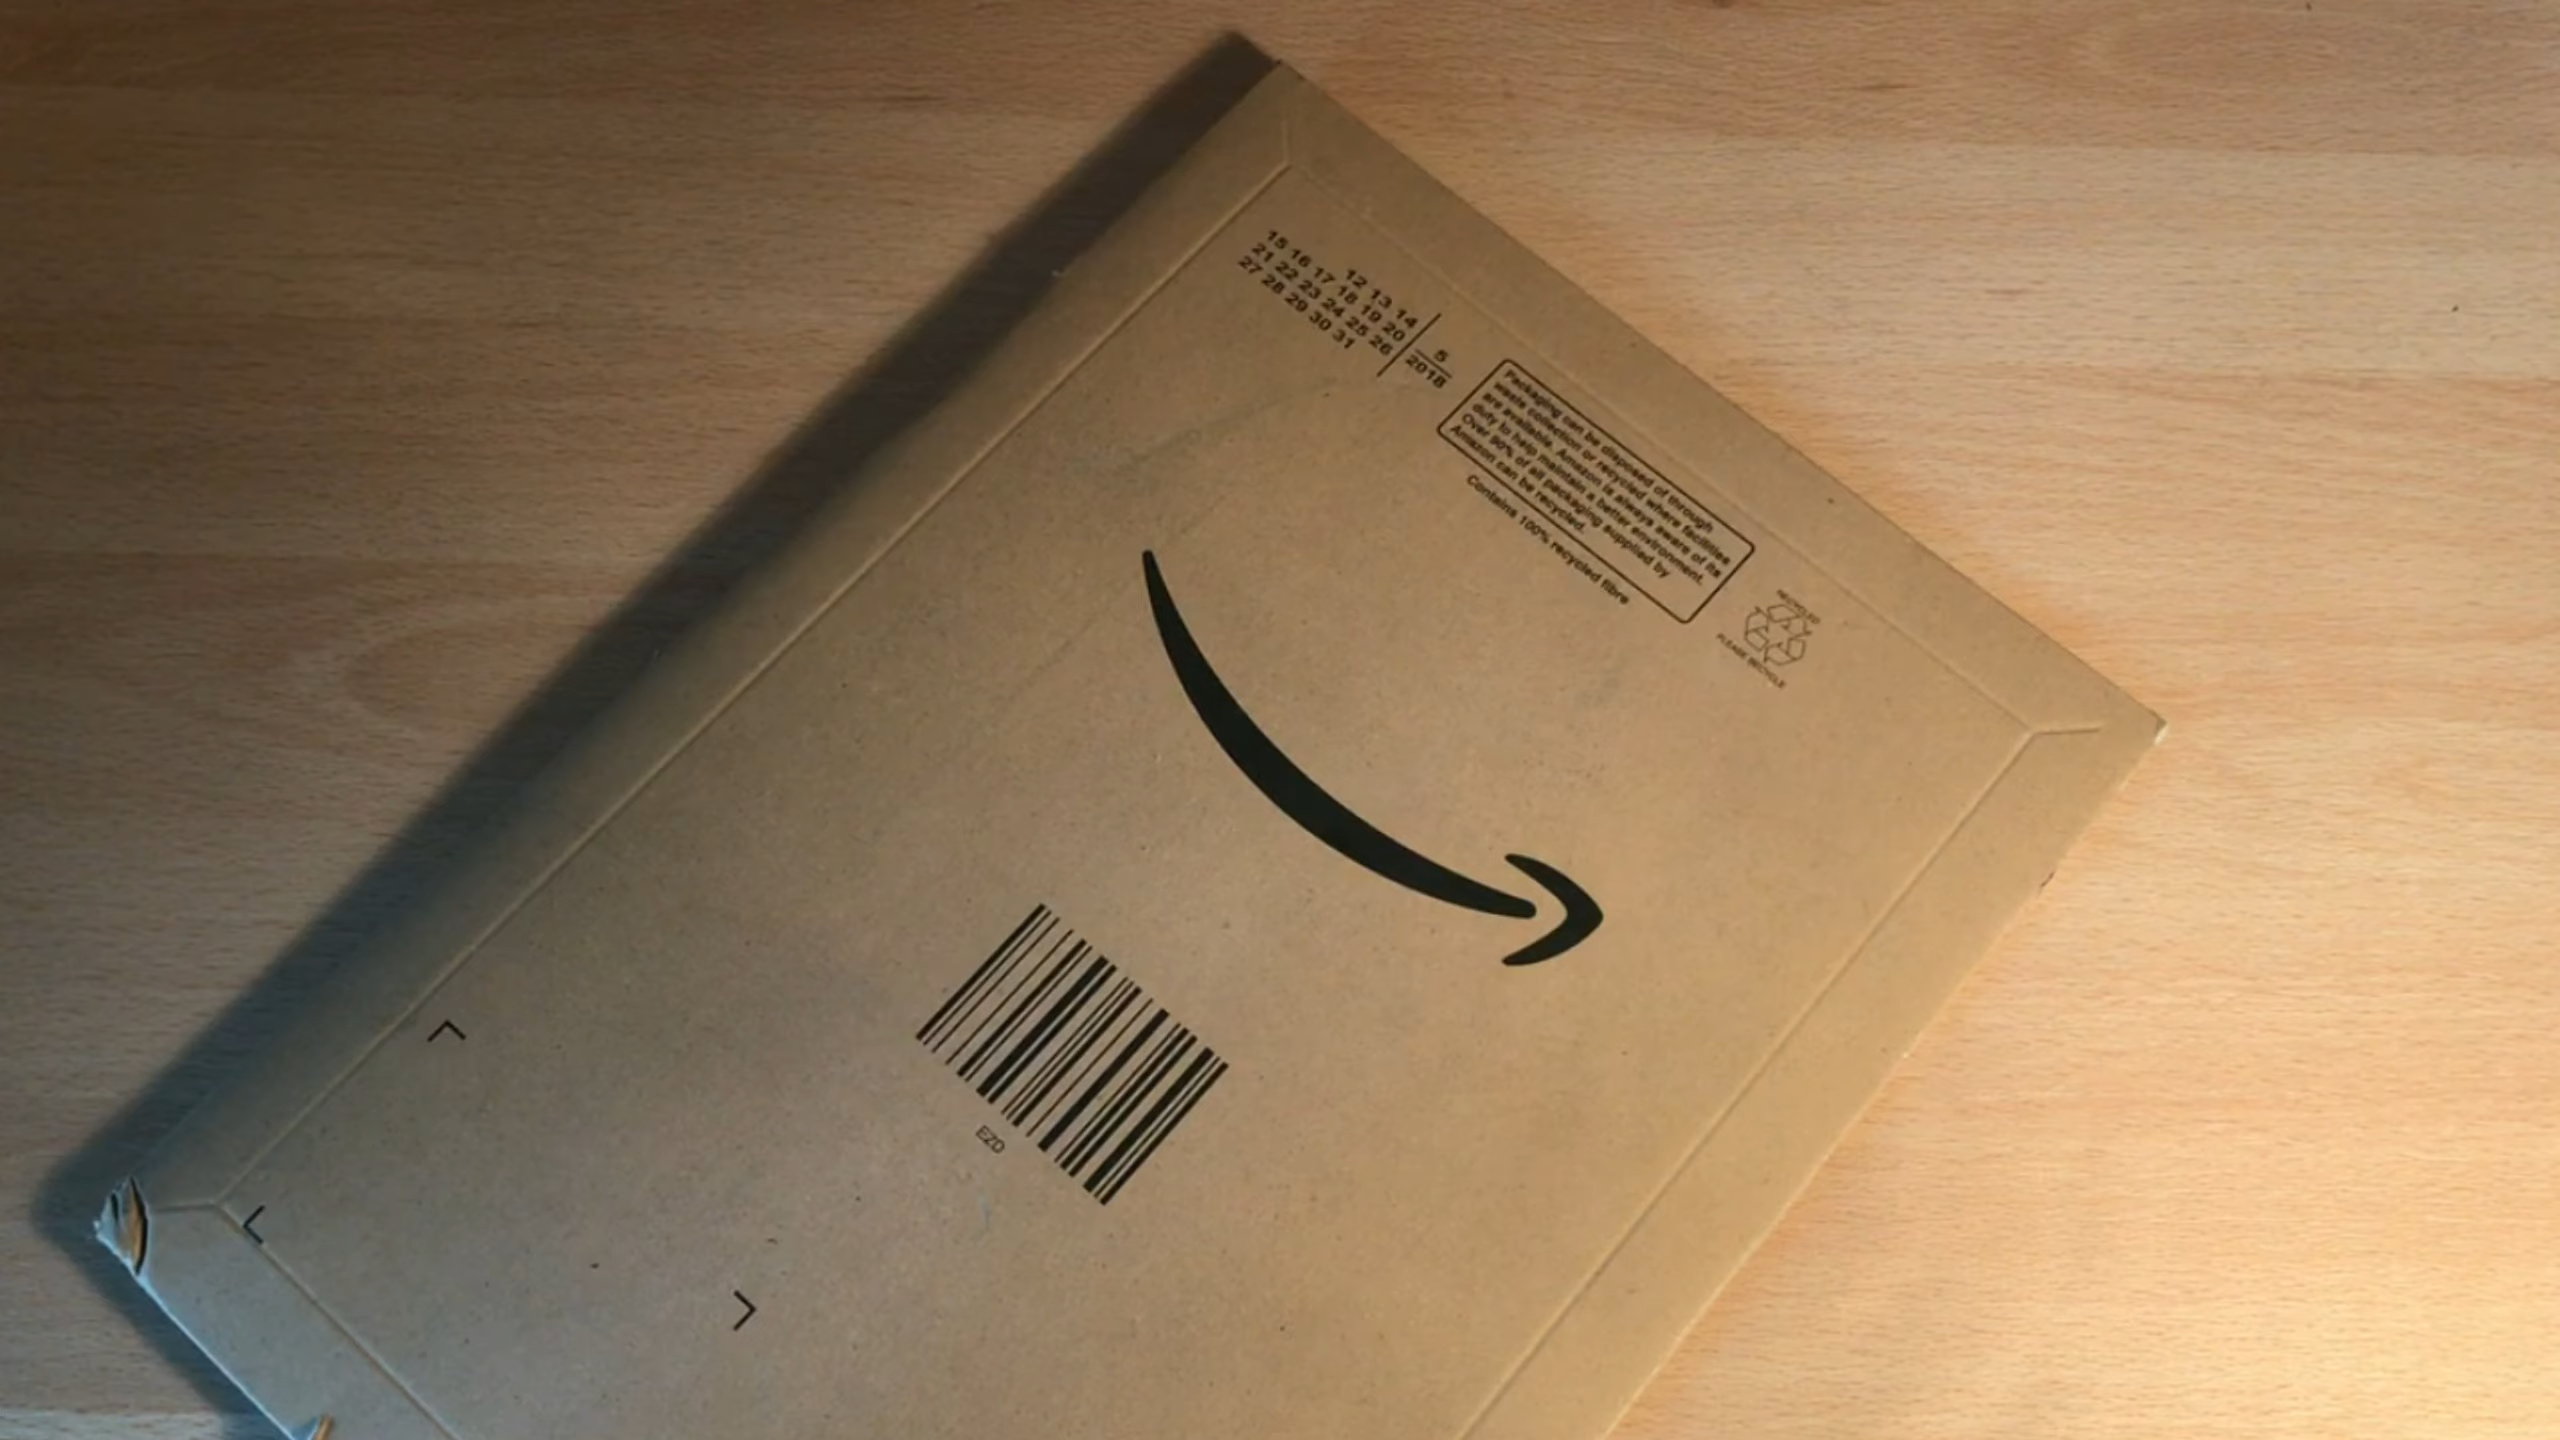 12 13 14
15 16 17 18 19 20
21 22 23 24 25 26
27 28 29 30 31
5
2018
Packaging can be disposed of through
waste collection or recycled where facilities
are available. Amazon is always aware of its
duty to help maintain a better environment.
Over 90% of all packaging supplied by
Amazon can be recycled.
Contains 100% recycled fibre
RECYCLED
PLEASE RECYCLE
EZD